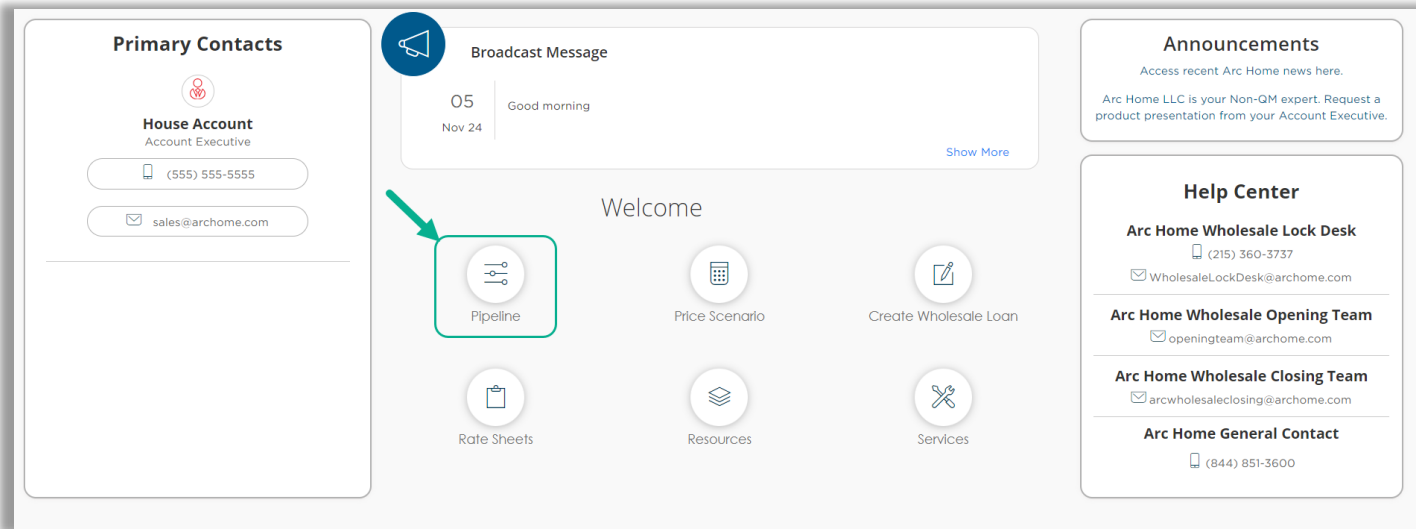 Primary Contacts
House Account
Account Executive
(555) 555-5555
sales@archome.com
Broadcast Message
05
Nov 24
Good morning
Show More
Welcome
Pipeline
Price Scenario
Create Wholesale Loan
Rate Sheets
Resources
Services
Announcements
Access recent Arc Home news here.
Arc Home LLC is your Non-QM expert. Request a
product presentation from your Account Executive.
Help Center
Arc Home Wholesale Lock Desk
(215) 360-3737
WholesaleLockDesk@archome.com
Arc Home Wholesale Opening Team
openingteam@archome.com
Arc Home Wholesale Closing Team
arcwholesaleclosing@archome.com
Arc Home General Contact
(844) 851-3600